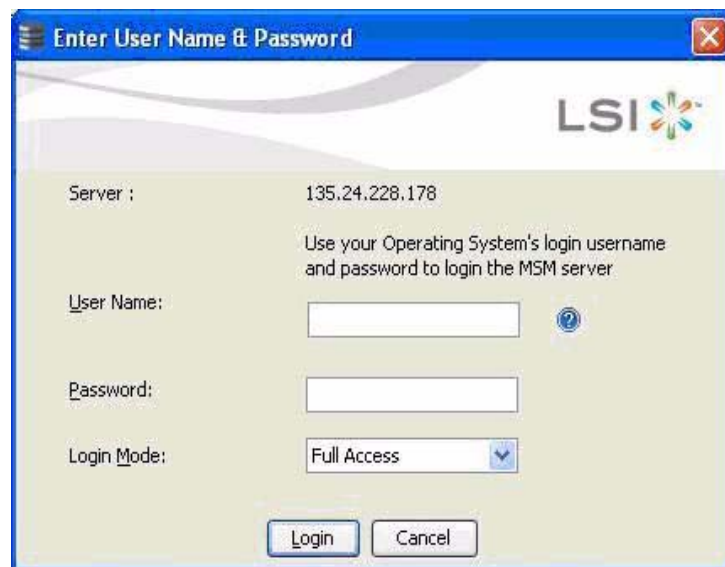 Enter User Name & Password
LSI
Server : 135.24.228.178
Use your Operating System's login username
and password to login the MSM server
User Name:
Password:
Login Mode: Full Access
Login Cancel